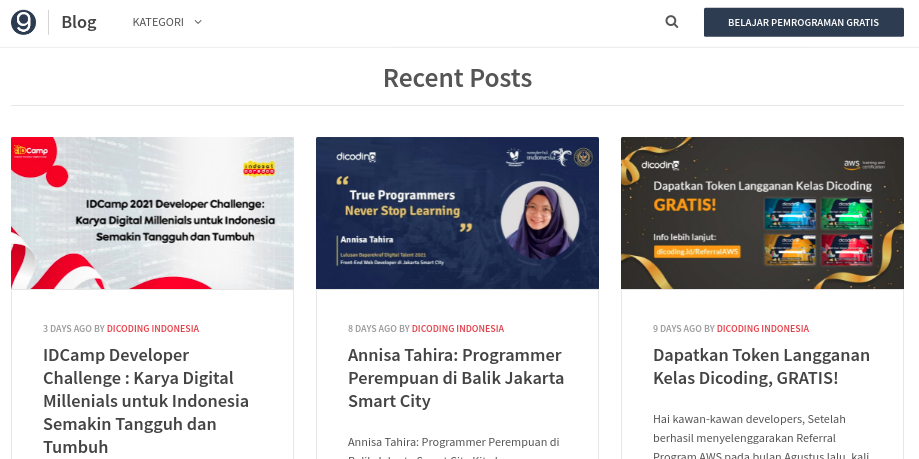 Blog
KATEGORI
BELAJAR PEMROGRAMAN GRATIS
Recent Posts
IDCamp
indosat
ooredoo
IDCamp 2021 Developer Challenge:
Karya Digital Millenials untuk Indonesia
Semakin Tangguh dan Tumbuh
3 DAYS AGO BY DICODING INDONESIA
IDCamp Developer
Challenge : Karya Digital
Millenials untuk Indonesia
Semakin Tangguh dan
Tumbuh
dicoding
wonderful
indonesia
“True Programmers
Never Stop Learning
”
Annisa Tahira
Lulusan Baparekraf Digital Talent 2021
Front-End Web Developer di Jakarta Smart City
8 DAYS AGO BY DICODING INDONESIA
Annisa Tahira: Programmer
Perempuan di Balik Jakarta
Smart City
Annisa Tahira: Programmer Perempuan di
dicoding
aws training and
certification
Dapatkan Token Langganan Kelas Dicoding
GRATIS!
Info lebih lanjut:
dicoding.id/ReferralAWS
9 DAYS AGO BY DICODING INDONESIA
Dapatkan Token Langganan
Kelas Dicoding, GRATIS!
Hai kawan-kawan developers, Setelah
berhasil menyelenggarakan Referral
Program AWS pada bulan Agustus lalu, kali